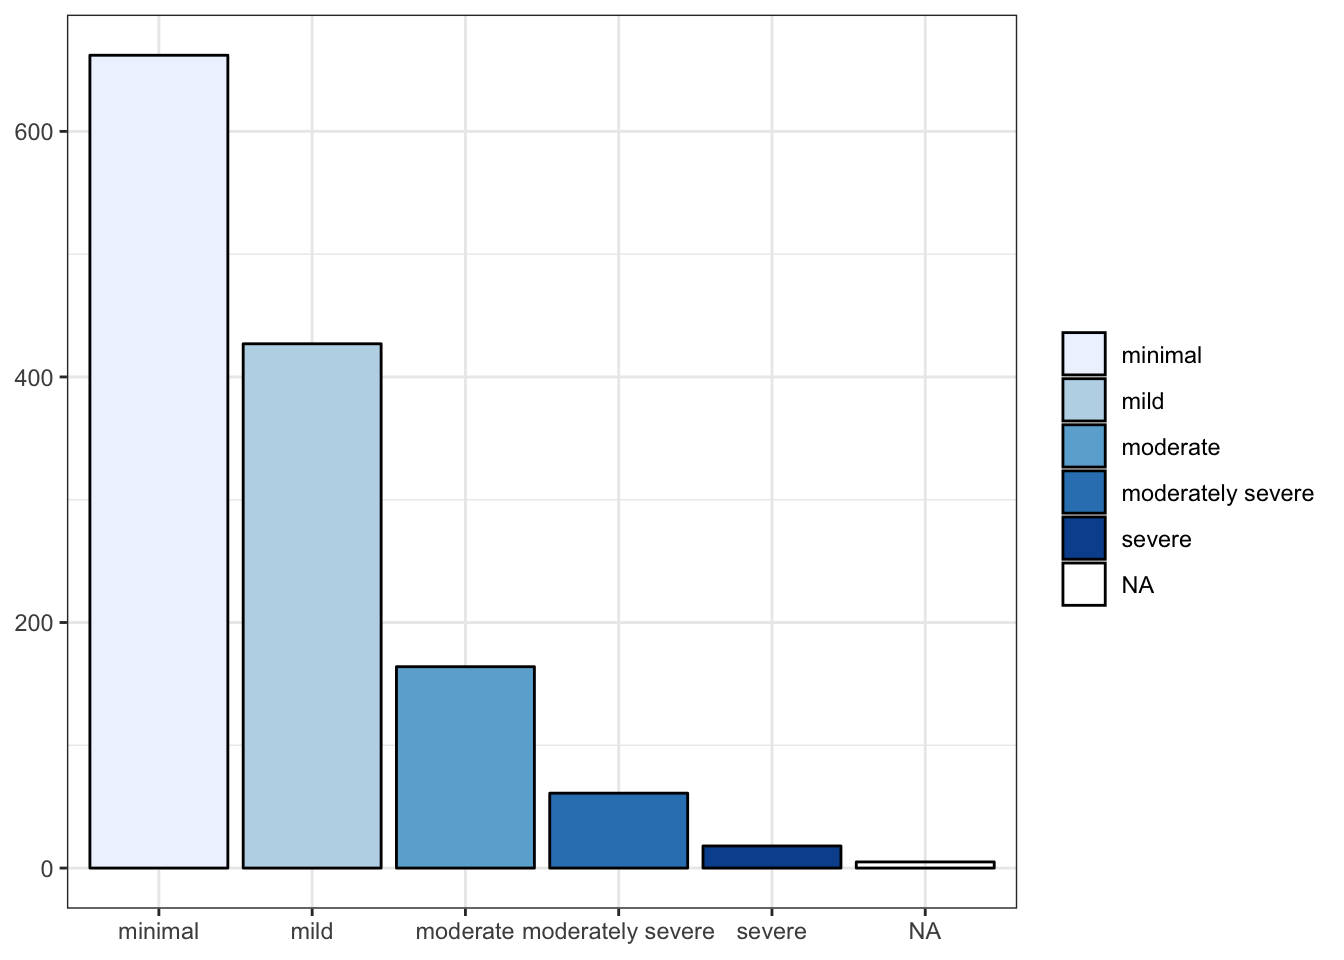 600
400
200
0
minimal
mild
moderate
moderately severe
severe
NA
minimal
mild
moderate
moderately severe
severe
NA